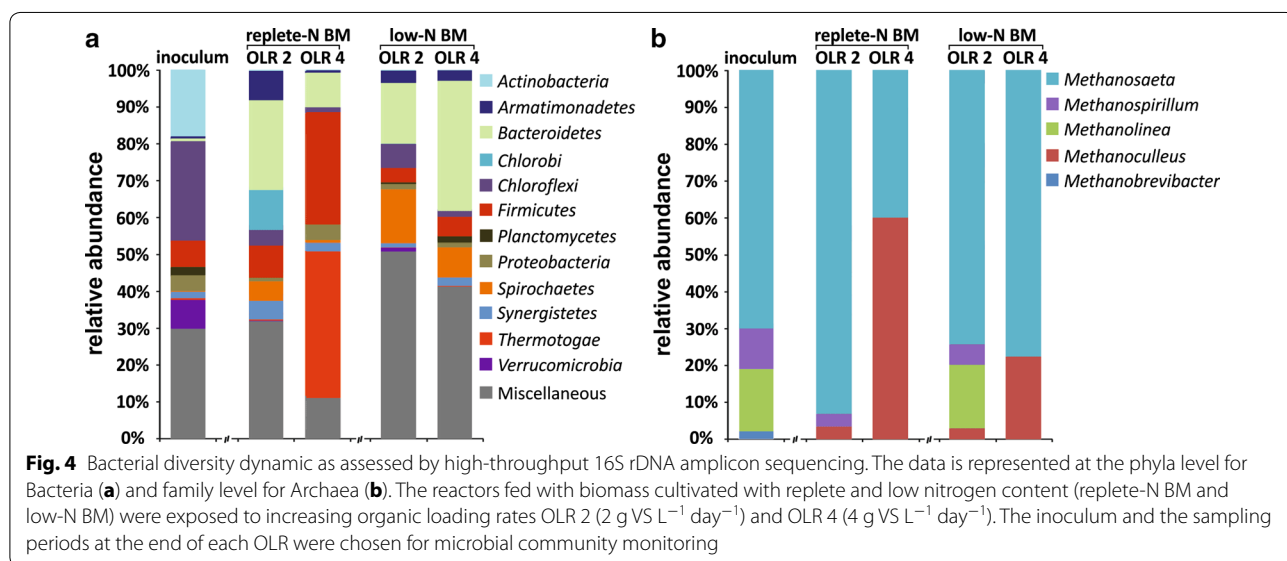 a
replete-N BM
low-N BM
inoculum
OLR 2
OLR 4
OLR 2
OLR 4
relative abundance
100%
90%
80%
70%
60%
50%
40%
30%
20%
10%
0%
Actinobacteria
Armatimonadetes
Bacteroidetes
Chlorobi
Chloroflexi
Firmicutes
Planctomycetes
Proteobacteria
Spirochaetes
Synergistetes
Thermotogae
Verrucomicrobia
Miscellaneous
b
replete-N BM
low-N BM
inoculum
OLR 2
OLR 4
OLR 2
OLR 4
relative abundance
100%
90%
80%
70%
60%
50%
40%
30%
20%
10%
0%
Methanosaeta
Methanospirillum
Methanolinea
Methanoculleus
Methanobrevibacter
Fig. 4 Bacterial diversity dynamic as assessed by high-throughput 16S rDNA amplicon sequencing. The data is represented at the phyla level for
Bacteria (a) and family level for Archaea (b). The reactors fed with biomass cultivated with replete and low nitrogen content (replete-N BM and
low-N BM) were exposed to increasing organic loading rates OLR 2 (2 g VS L⁻¹ day⁻¹) and OLR 4 (4 g VS L⁻¹ day⁻¹). The inoculum and the sampling
periods at the end of each OLR were chosen for microbial community monitoring